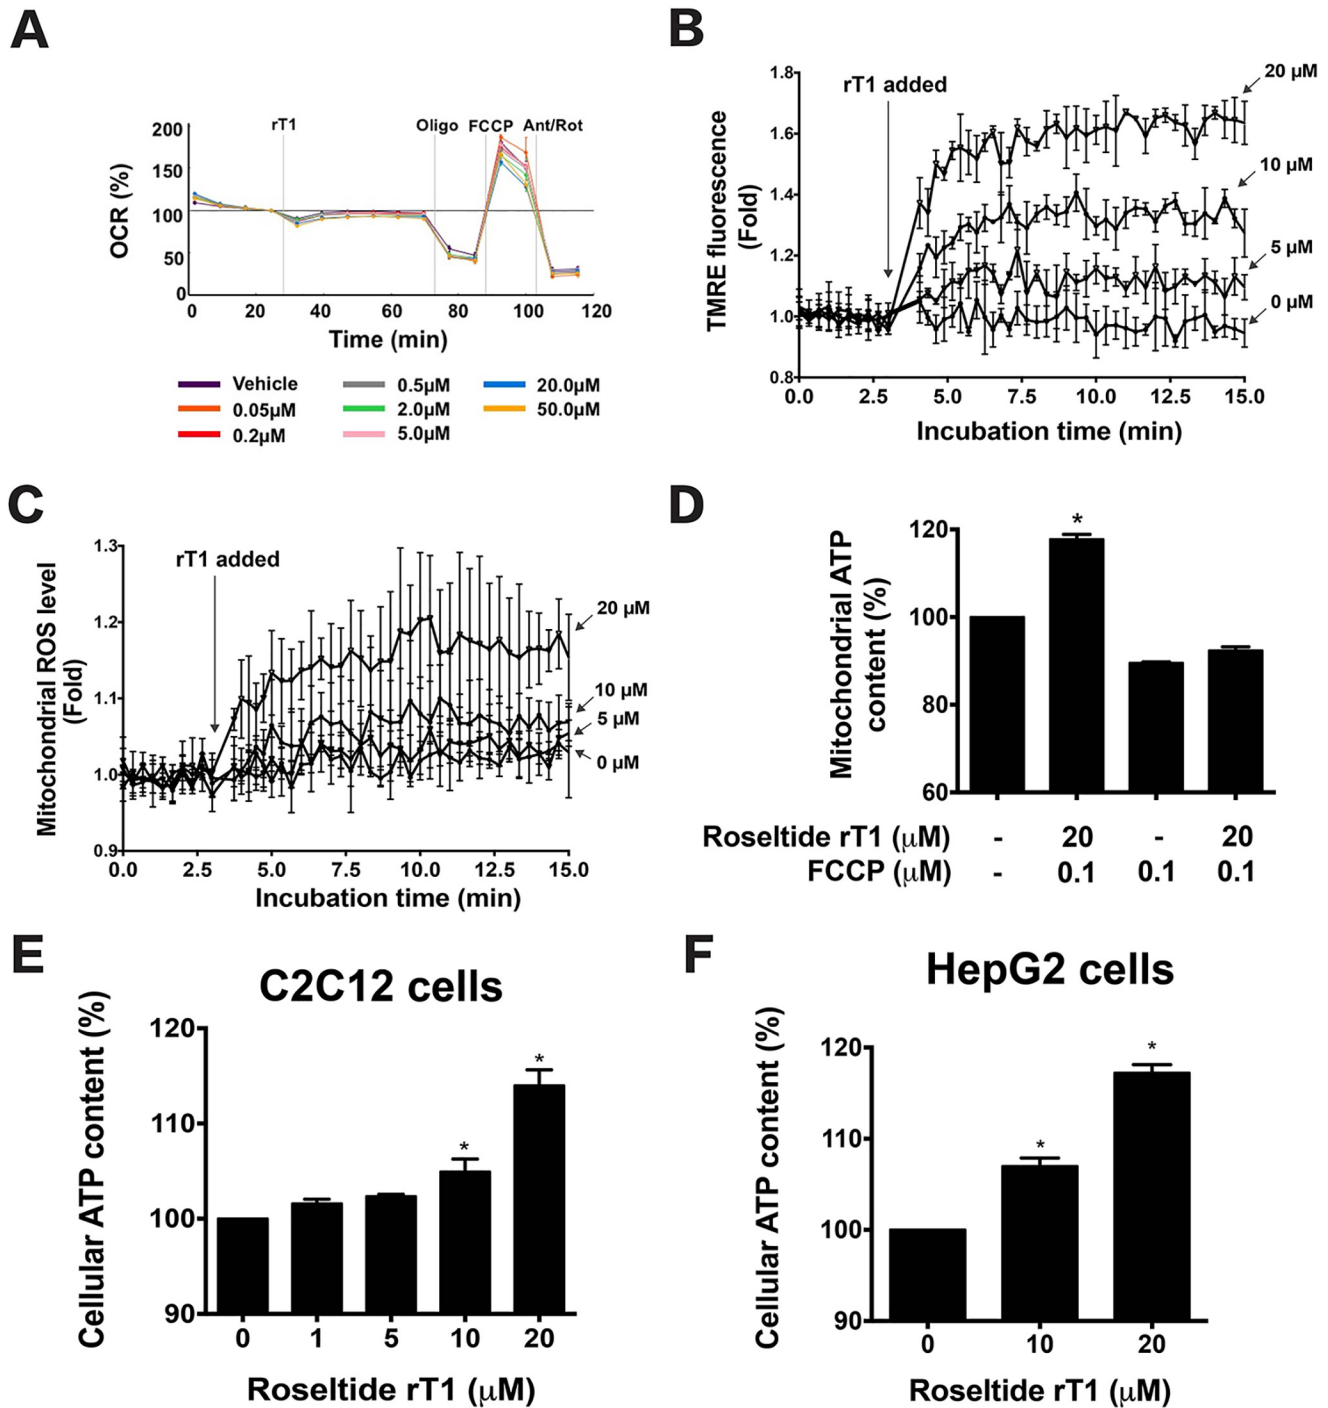 A
rT1
Oligo FCCP Ant/Rot
200
150
100
50
0
OCR (%)
0 20 40 60 80 100 120
Time (min)
Vehicle 0.5μM 20.0μM
0.05μM 2.0μM 50.0μM
0.2μM 5.0μM
B
rT1 added
20 μM
10 μM
5 μM
0 μM
1.8
1.6
1.4
1.2
1.0
0.8
TMRE fluorescence
(Fold)
0.0 2.5 5.0 7.5 10.0 12.5 15.0
Incubation time (min)
C
rT1 added
20 μM
10 μM
5 μM
0 μM
1.3
1.2
1.1
1.0
0.9
Mitochondrial ROS level
(Fold)
0.0 2.5 5.0 7.5 10.0 12.5 15.0
Incubation time (min)
D
*
120
100
80
60
Mitochondrial ATP
content (%)
Roseltide rT1 (μM) - 20 - 20
FCCP (μM) - 0.1 0.1 0.1
E
C2C12 cells
* *
120
110
100
90
Cellular ATP content (%)
0 1 5 10 20
Roseltide rT1 (μM)
F
HepG2 cells
* *
120
110
100
90
Cellular ATP content (%)
0 10 20
Roseltide rT1 (μM)